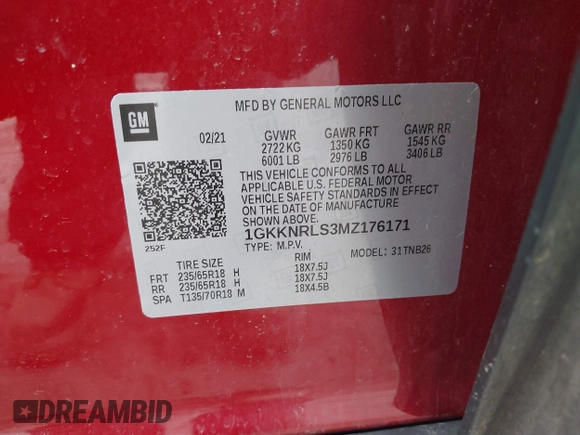 MFD BY GENERAL MOTORS LLC
GM
02/21 GVWR GAWR FRT GAWR RR
2722 KG 1350 KG 1545 KG
6001 LB 2976 LB 3406 LB
THIS VEHICLE CONFORMS TO ALL
APPLICABLE U.S. FEDERAL MOTOR
VEHICLE SAFETY STANDARDS IN EFFECT
ON THE DATE OF MANUFACTURE
SHOWN ABOVE.
1GKKNRLS3MZ176171
252F
TYPE: M.P.V. MODEL: 31TNB26
TIRE SIZE RIM
FRT 235/65R18 H 18X7.5J
RR 235/65R18 H 18X7.5J
SPA T135/70R18 M 18X4.5B
DREAMBID